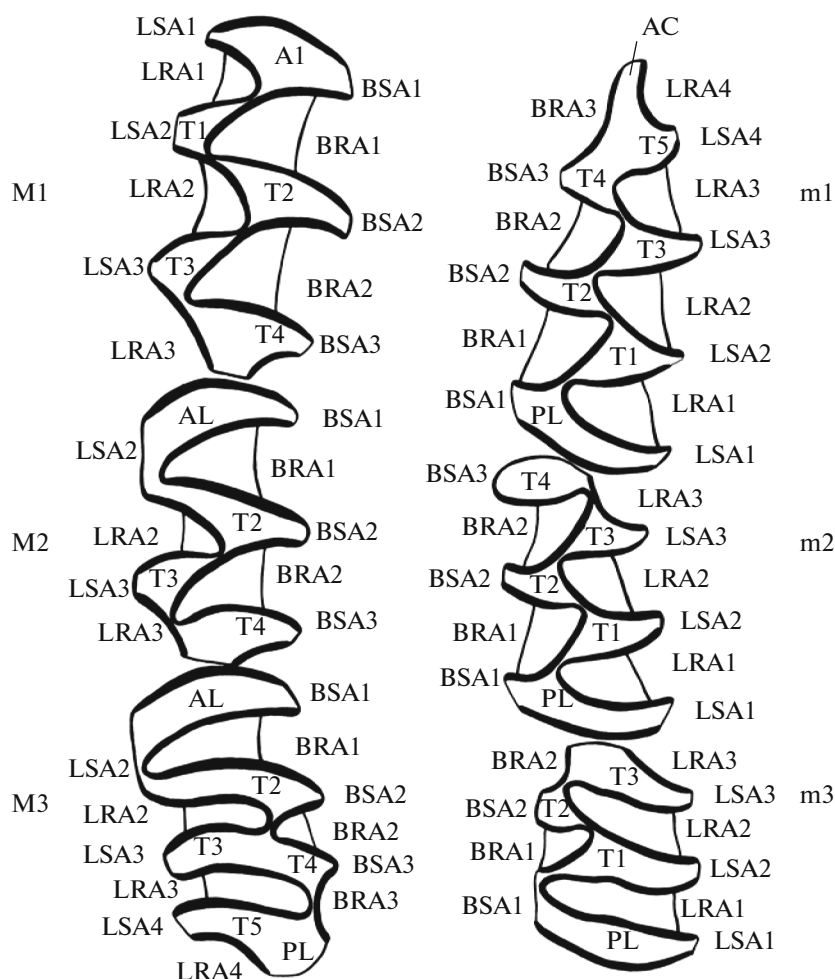 LSA1
A1
LRA1
BSA1
LSA2
T1
BRA1
M1
LRA2
T2
BSA2
LSA3
T3
BRA2
LRA3
T4
BSA3
AL
BSA1
LSA2
BRA1
M2
LRA2
T2
BSA2
LSA3
T3
BRA2
LRA3
T4
BSA3
AL
BSA1
LSA2
BRA1
M3
T2
BSA2
LRA2
BRA2
LSA3
T3
T4
BSA3
LRA3
BRA3
LSA4
T5
PL
LRA4
AC
BRA3
LRA4
T5
LSA4
BSA3
T4
LRA3
m1
BRA2
T3
LSA3
BSA2
T2
LRA2
BRA1
T1
LSA2
BSA1
PL
LRA1
LSA1
BSA3
T4
LRA3
BRA2
T3
LSA3
m2
BSA2
T2
LRA2
BRA1
T1
LSA2
LRA1
BSA1
PL
LSA1
BRA2
T3
LRA3
LSA3
m3
BSA2
T2
LRA2
BRA1
T1
LSA2
BSA1
LRA1
PL
LSA1